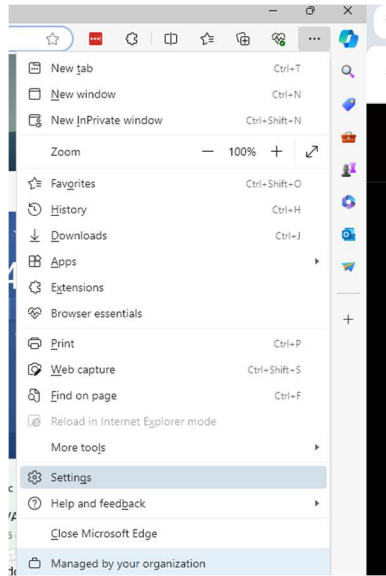 New tab Ctrl+T
New window Ctrl+N
New InPrivate window Ctrl+Shift+N
Zoom — 100% +
Favorites Ctrl+Shift+O
History Ctrl+H
Downloads Ctrl+J
Apps
Extensions
Browser essentials
Print Ctrl+P
Web capture Ctrl+Shift+S
Find on page Ctrl+F
Reload in Internet Explorer mode
More tools
Settings
Help and feedback
Close Microsoft Edge
Managed by your organization